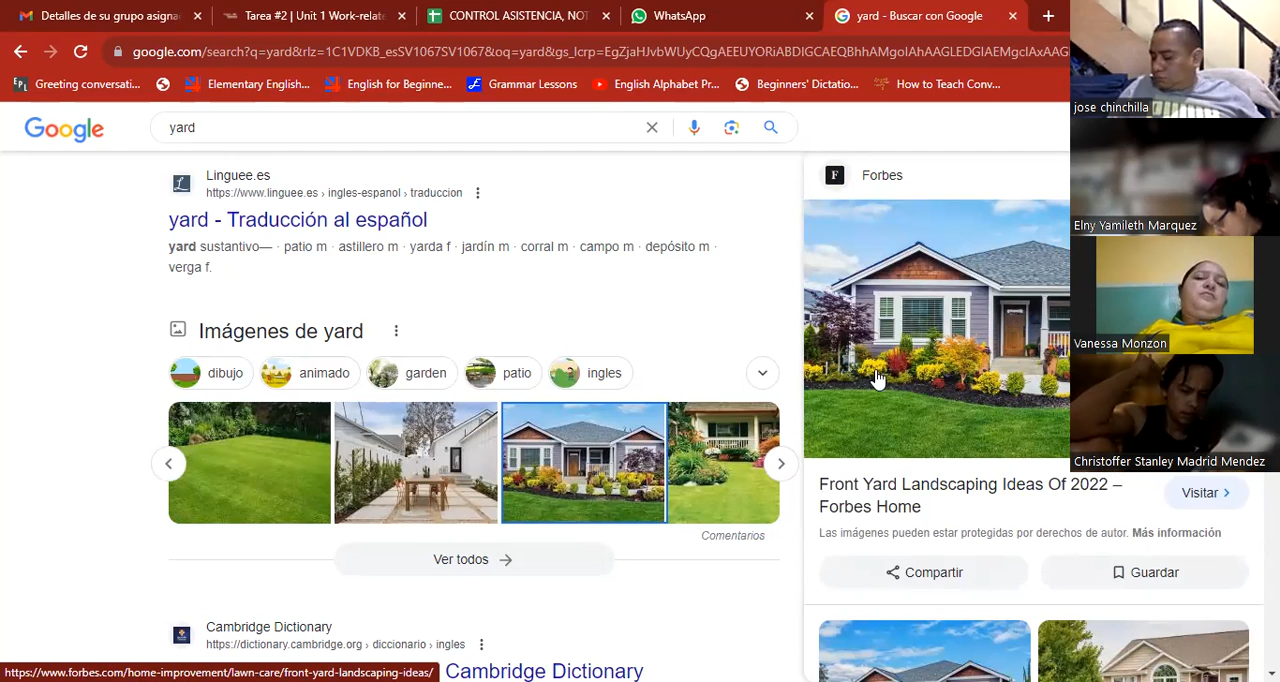 Detalles de su grupo asigna
Tarea #2 | Unit 1 Work-relate
CONTROL ASISTENCIA, NOT
WhatsApp
yard - Buscar con Google
google.com/search?q=yard&rlz=1C1VDKB_esSV1067SV1067&oq=yard&gs_lcrp=EgZjaHJvbWUyCQgAEEUYORiABDIGCAEQBhhAMgoIAhAAGLEDGIAEMgcIAxAAG
Greeting conversati...
Elementary English...
English for Beginne...
Grammar Lessons
English Alphabet Pr...
Beginners' Dictatio...
How to Teach Conv...
Google
yard
Linguee.es
https://www.linguee.es › ingles-espanol › traduccion
yard - Traducción al español
yard sustantivo— · patio m · astillero m · yarda f · jardín m · corral m · campo m · depósito m ·
verga f.
Imágenes de yard
dibujo
animado
garden
patio
ingles
Comentarios
Ver todos
Cambridge Dictionary
https://dictionary.cambridge.org › diccionario › ingles
Cambridge Dictionary
https://www.forbes.com/home-improvement/lawn-care/front-yard-landscaping-ideas/
F
Forbes
Front Yard Landscaping Ideas Of 2022 –
Forbes Home
Visitar
Las imágenes pueden estar protegidas por derechos de autor. Más información
Compartir
Guardar
jose chinchilla
Elny Yamileth Marquez
Vanessa Monzon
Christoffer Stanley Madrid Mendez